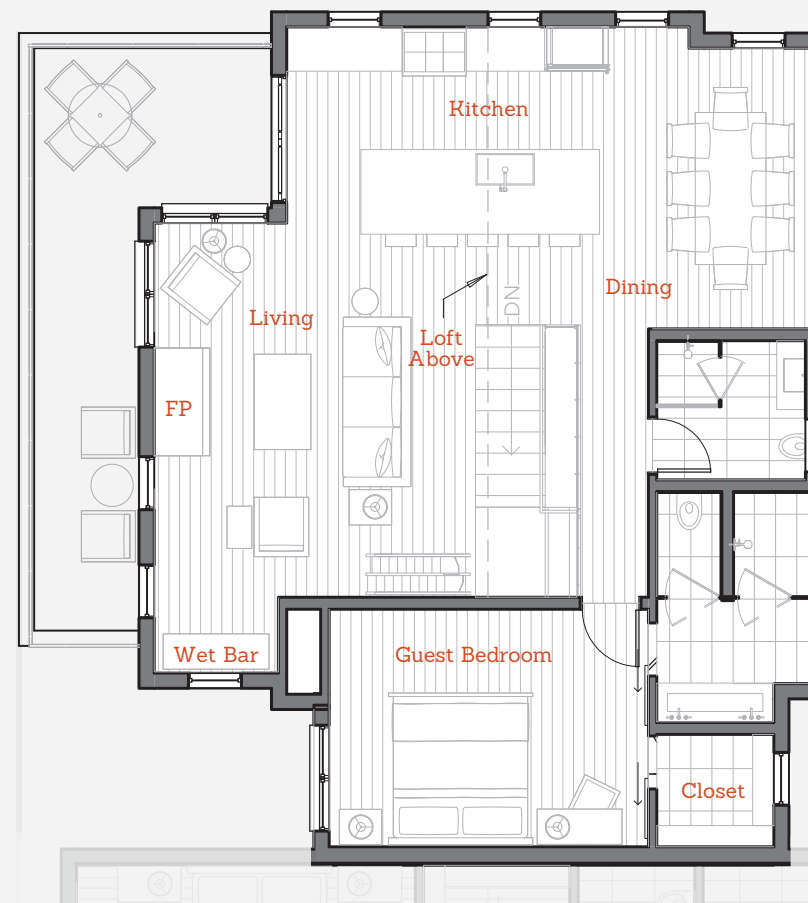 Kitchen
Dining
DN
Living
Loft
Above
FP
Wet Bar
Guest Bedroom
Closet